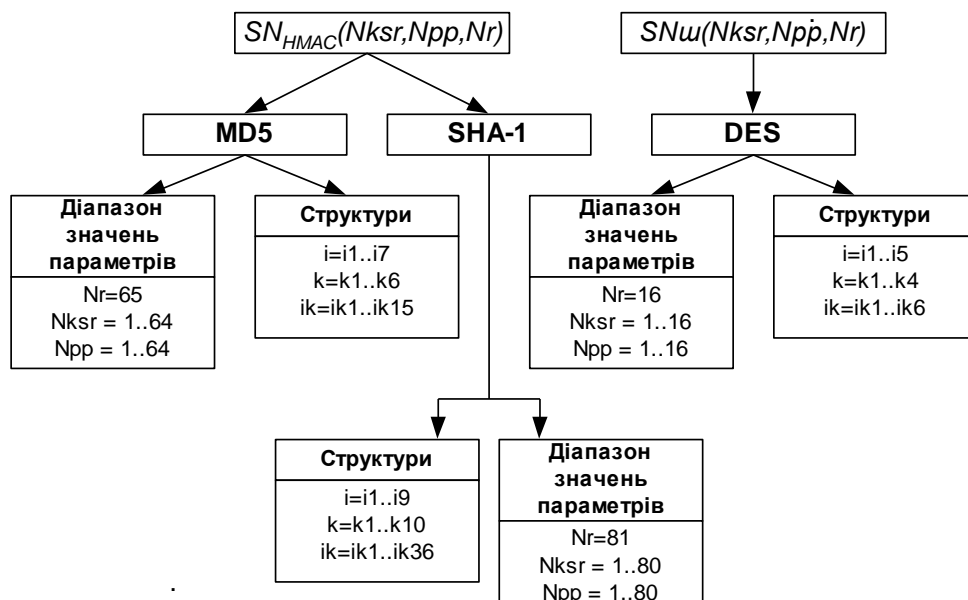 SN_HMAC(Nksr,Npp,Nr)
SNш(Nksr,Npp,Nr)
MD5
SHA-1
DES
Діапазон
значень
параметрів
Nr=65
Nksr = 1..64
Npp = 1..64
Структури
i=i1..i7
k=k1..k6
ik=ik1..ik15
Діапазон
значень
параметрів
Nr=16
Nksr = 1..16
Npp = 1..16
Структури
i=i1..i5
k=k1..k4
ik=ik1..ik6
Структури
i=i1..i9
k=k1..k10
ik=ik1..ik36
Діапазон
значень
параметрів
Nr=81
Nksr = 1..80
Npp = 1..80